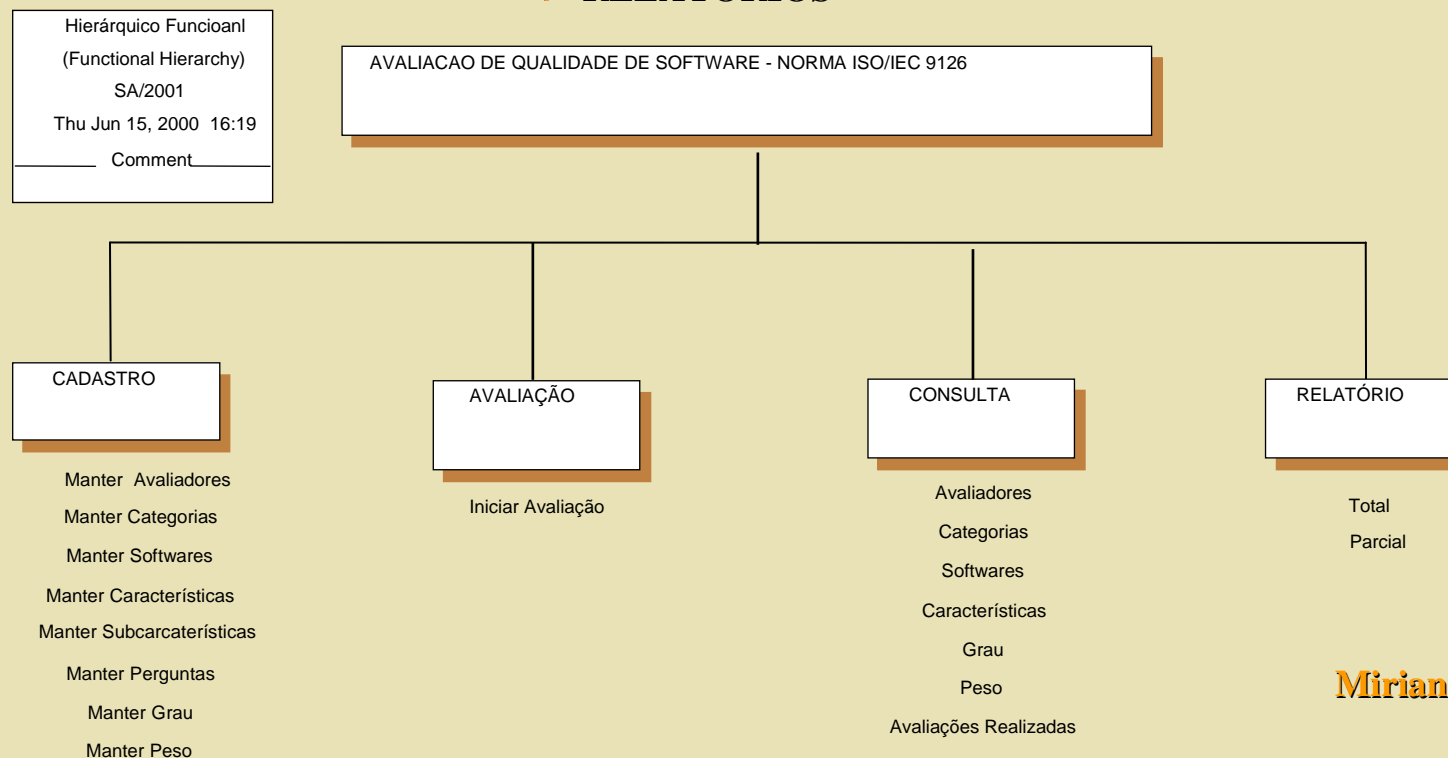 Hierárquico Funcioanl
(Functional Hierarchy)
SA/2001
Thu Jun 15, 2000 16:19
Comment
AVALIACAO DE QUALIDADE DE SOFTWARE - NORMA ISO/IEC 9126
CADASTRO
Manter Avaliadores
Manter Categorias
Manter Softwares
Manter Características
Manter Subcarcaterísticas
Manter Perguntas
Manter Grau
Manter Peso
AVALIAÇÃO
Iniciar Avaliação
CONSULTA
Avaliadores
Categorias
Softwares
Características
Grau
Peso
Avaliações Realizadas
RELATÓRIO
Total
Parcial
Mirian